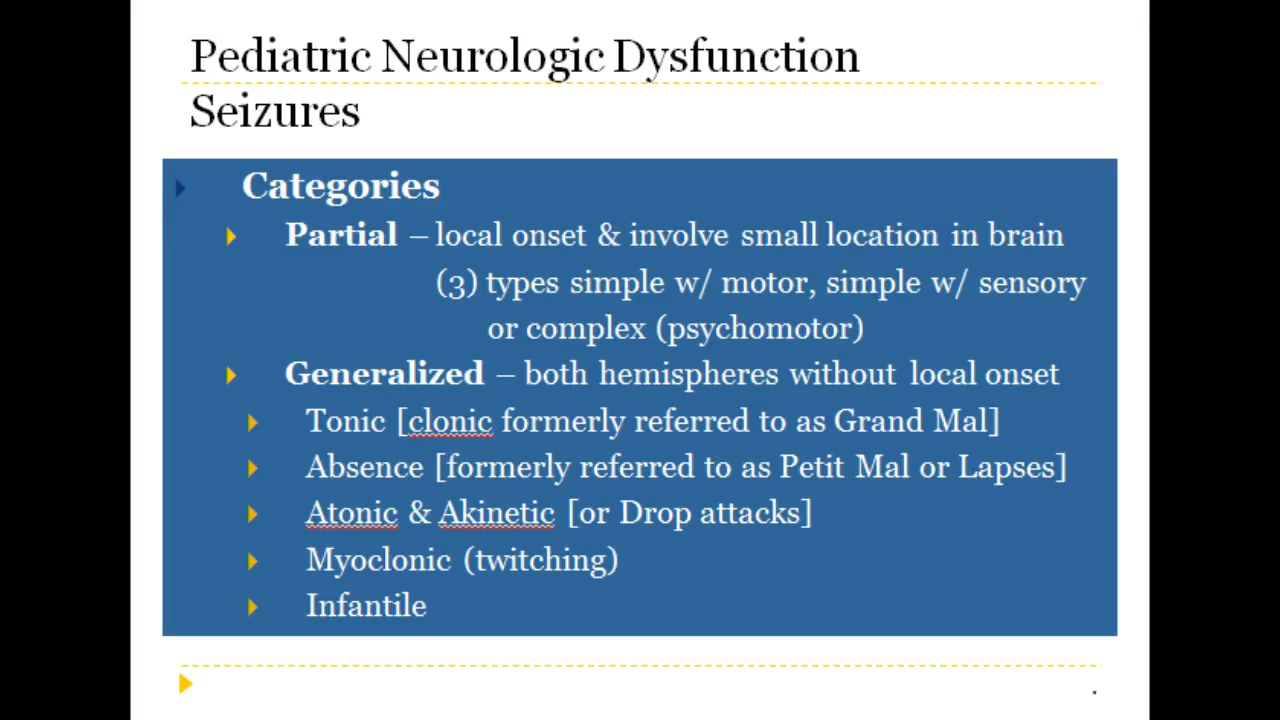 Pediatric Neurologic Dysfunction
Seizures
Categories
Partial – local onset & involve small location in brain
(3) types simple w/ motor, simple w/ sensory
or complex (psychomotor)
Generalized – both hemispheres without local onset
Tonic [clonic formerly referred to as Grand Mal]
Absence [formerly referred to as Petit Mal or Lapses]
Atonic & Akinetic [or Drop attacks]
Myoclonic (twitching)
Infantile
.